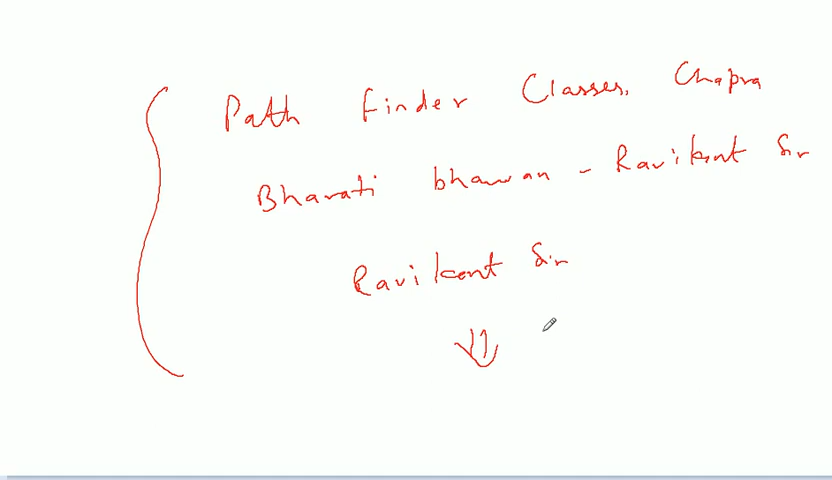 Path Finder Classes, Chapra
Bharati bhawan - Ravikant Sir
Ravikant Sir